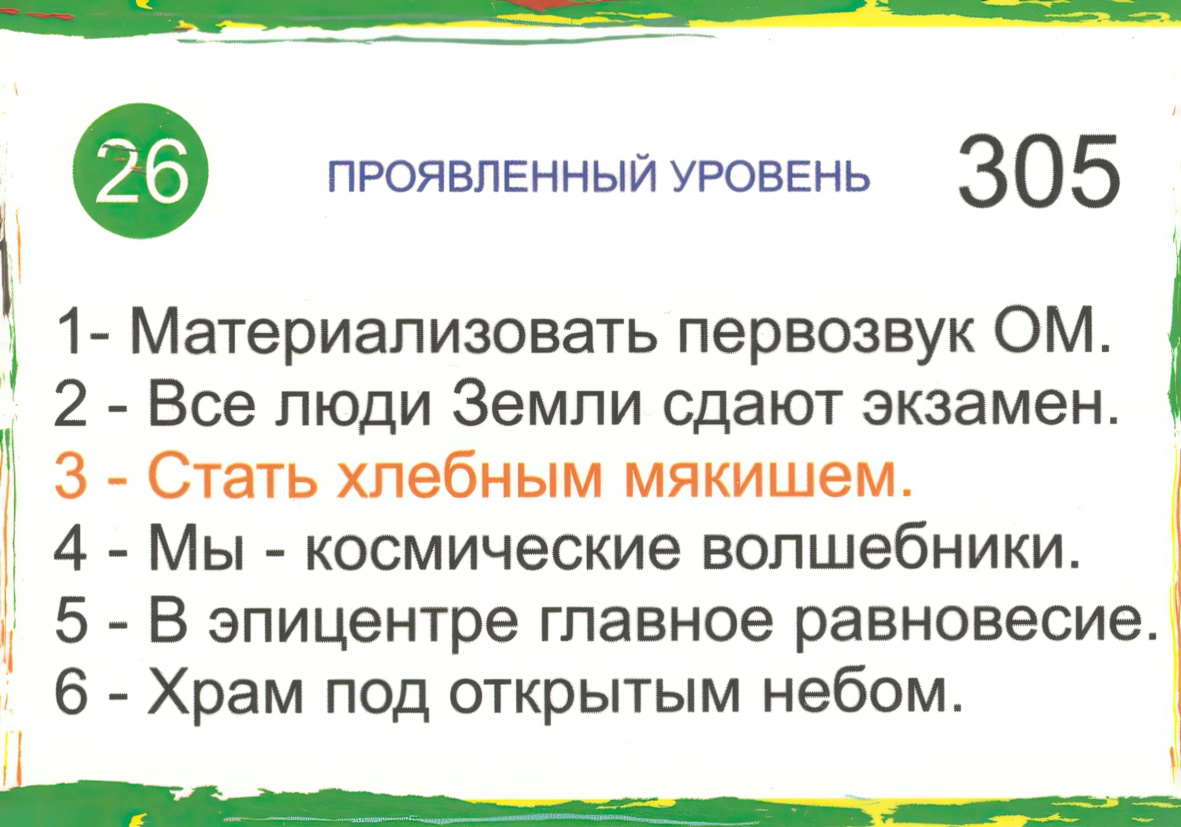 26 ПРОЯВЛЕННЫЙ УРОВЕНЬ 305
1- Материализовать первозвук ОМ.
2 - Все люди Земли сдают экзамен.
3 - Стать хлебным мякишем.
4 - Мы - космические волшебники.
5 - В эпицентре главное равновесие.
6 - Храм под открытым небом.